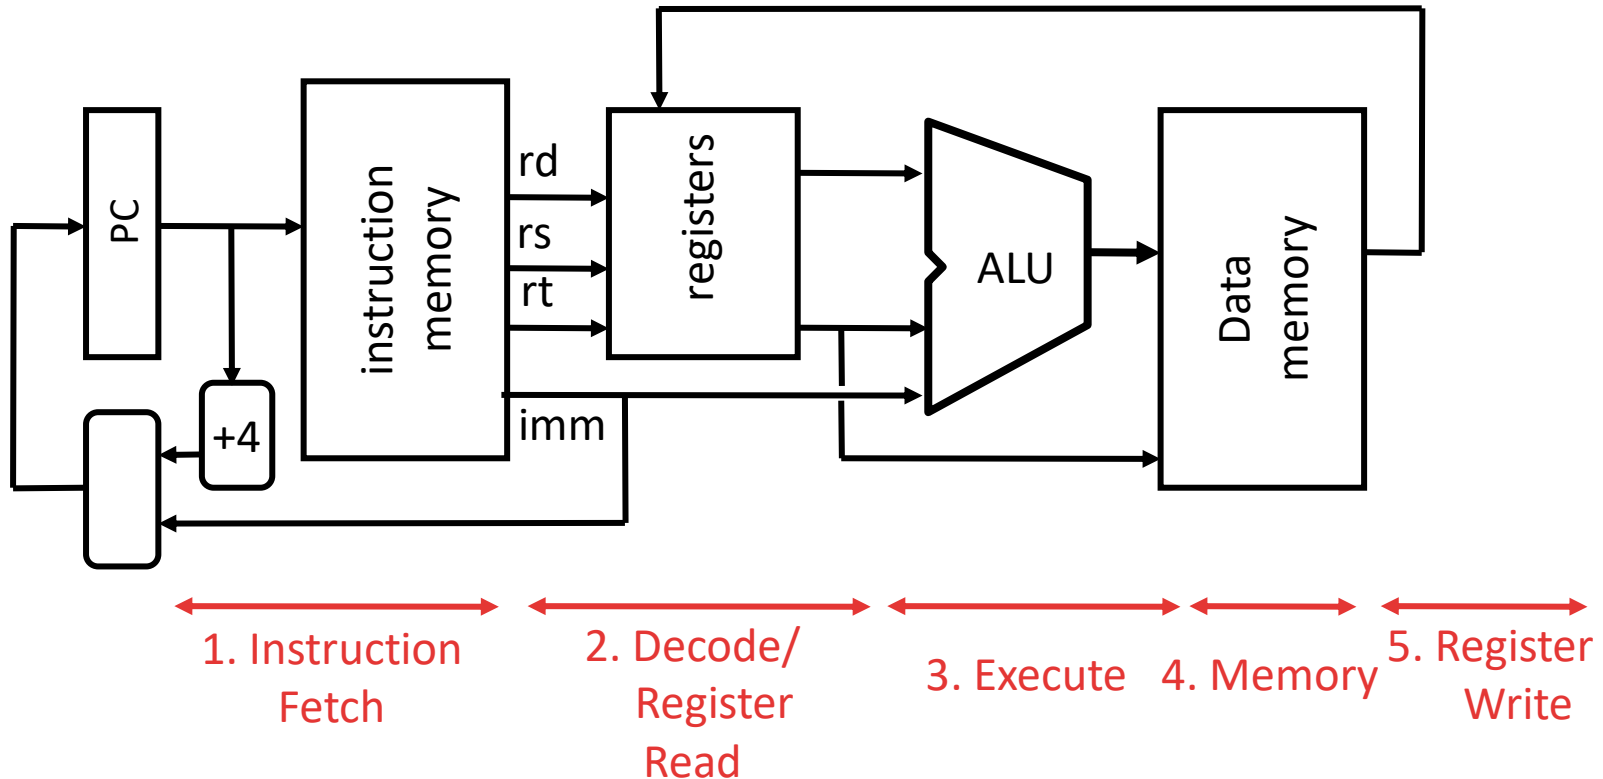 PC
+4
instruction
memory
rd
rs
rt
imm
registers
ALU
Data
memory
1. Instruction
Fetch
2. Decode/
Register
Read
3. Execute
4. Memory
5. Register
Write